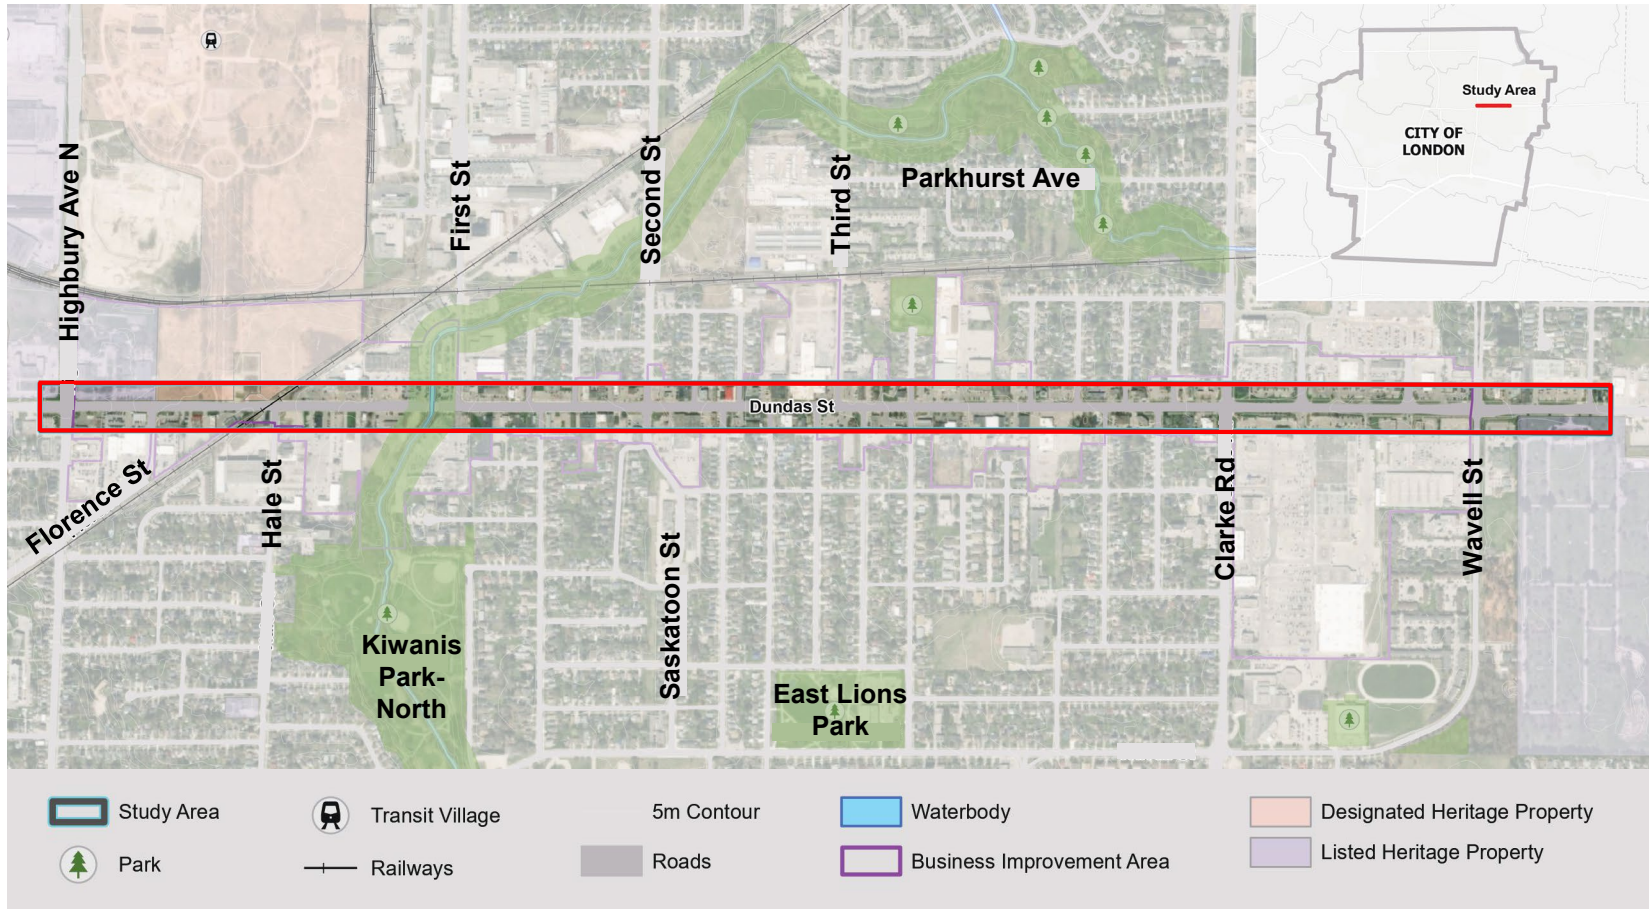 Study Area
CITY OF
LONDON
Highbury Ave N
First St
Second St
Third St
Parkhurst Ave
Dundas St
Florence St
Hale St
Saskatoon St
Clarke Rd
Wavell St
Kiwanis
Park-
North
East Lions
Park
Study Area
Transit Village
5m Contour
Waterbody
Designated Heritage Property
Park
Railways
Roads
Business Improvement Area
Listed Heritage Property